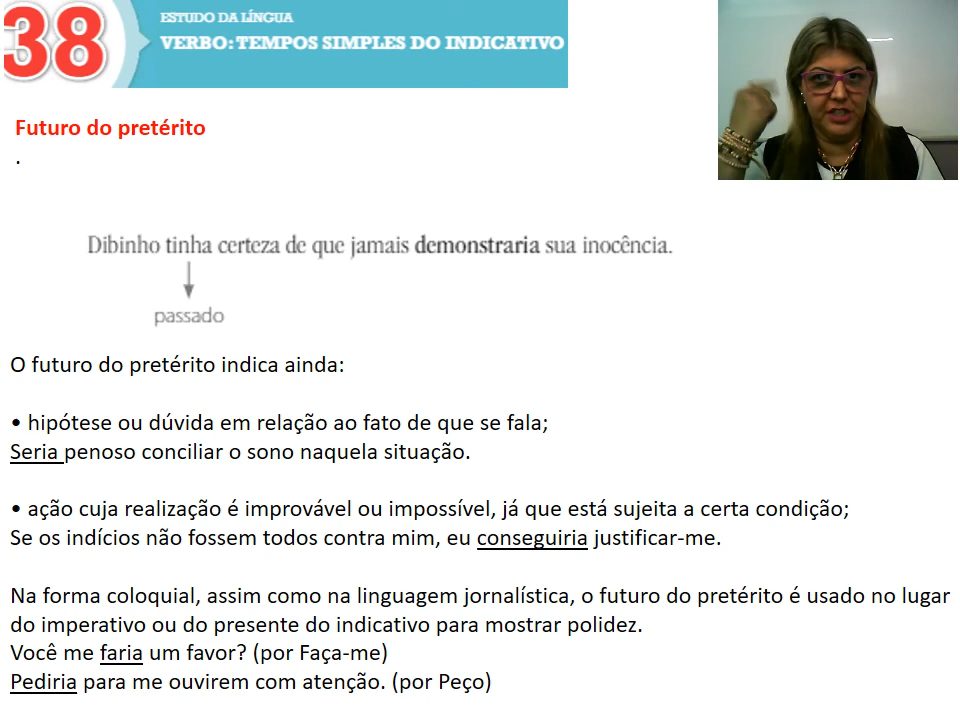 38
ESTUDO DA LÍNGUA
VERBO: TEMPOS SIMPLES DO INDICATIVO
Futuro do pretérito
.
Dibinho tinha certeza de que jamais demonstraria sua inocência.
passado
O futuro do pretérito indica ainda:
• hipótese ou dúvida em relação ao fato de que se fala;
Seria penoso conciliar o sono naquela situação.
• ação cuja realização é improvável ou impossível, já que está sujeita a certa condição;
Se os indícios não fossem todos contra mim, eu conseguiria justificar-me.
Na forma coloquial, assim como na linguagem jornalística, o futuro do pretérito é usado no lugar
do imperativo ou do presente do indicativo para mostrar polidez.
Você me faria um favor? (por Faça-me)
Pediria para me ouvirem com atenção. (por Peço)